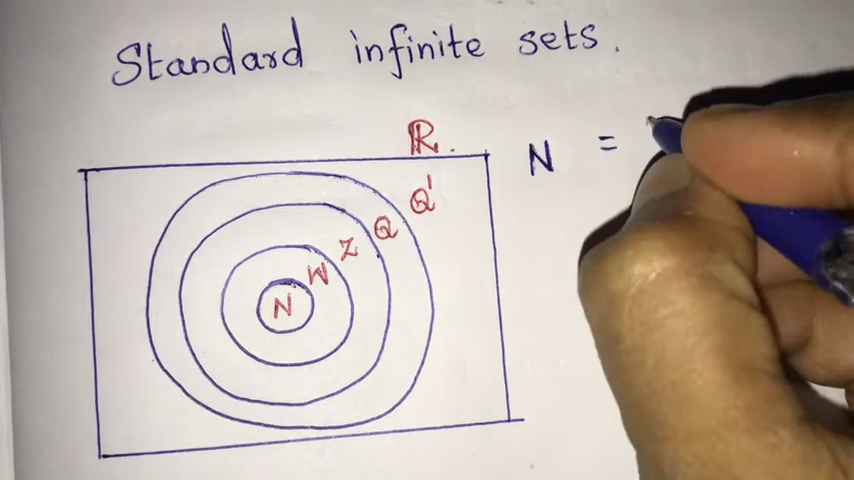 Standard infinite sets.
ℝ.
N =
Q'
Q
Z
W
N